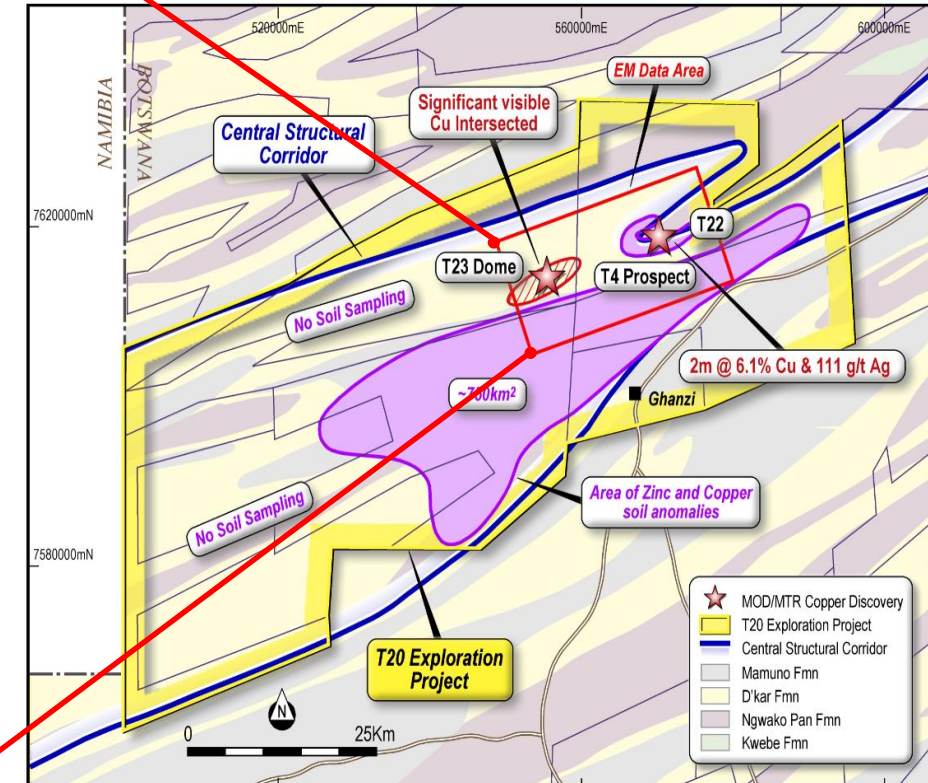 520000mE
560000mE
600000mE
NAMIBIA
BOTSWANA
EM Data Area
Significant visible
Cu Intersected
Central Structural
Corridor
7620000mN
T22
T23 Dome
T4 Prospect
No Soil Sampling
2m @ 6.1% Cu & 111 g/t Ag
Ghanzi
Area of Zinc and Copper
soil anomalies
No Soil Sampling
7580000mN
T20 Exploration
Project
N
0
25Km
MOD/MTR Copper Discovery
T20 Exploration Project
Central Structural Corridor
Mamuno Fmn
D'kar Fmn
Ngwako Pan Fmn
Kwebe Fmn